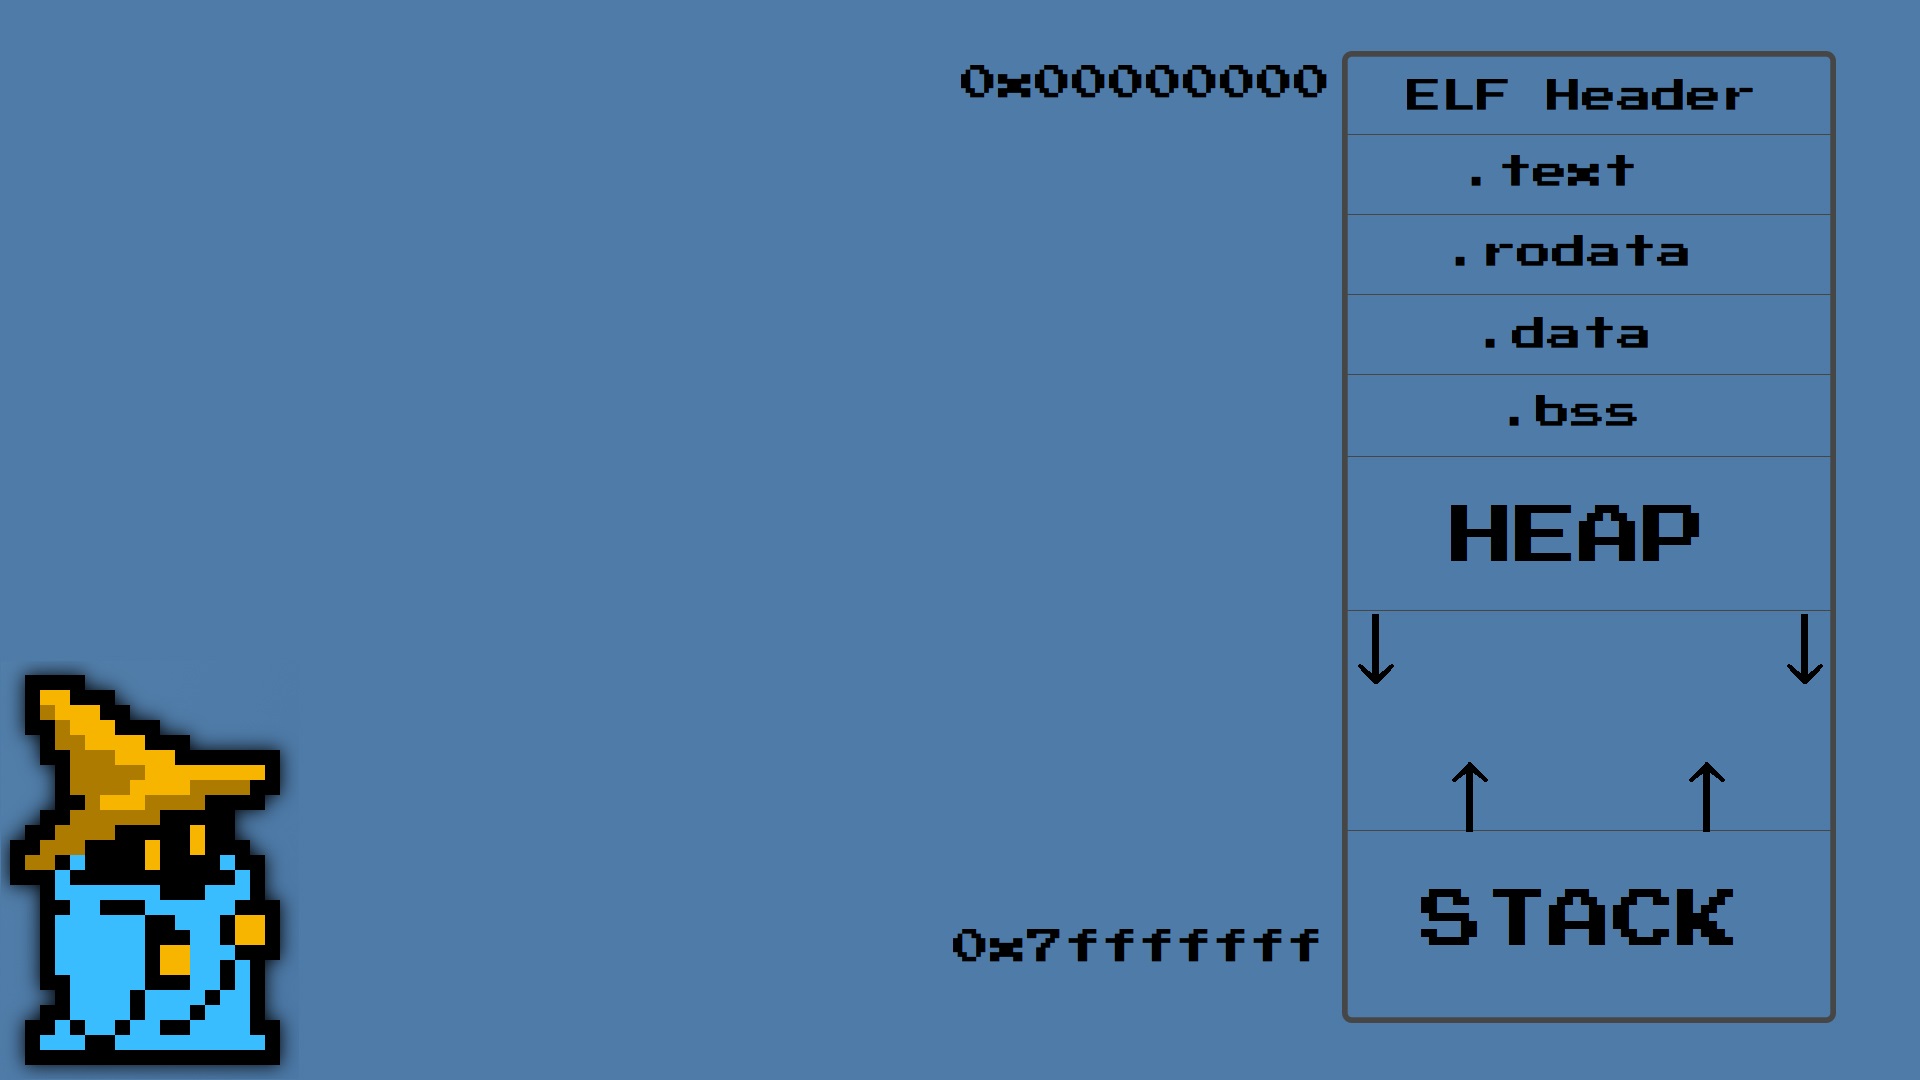 0x00000000
ELF Header
.text
.rodata
.data
.bss
HEAP
STACK
0x7fffffff